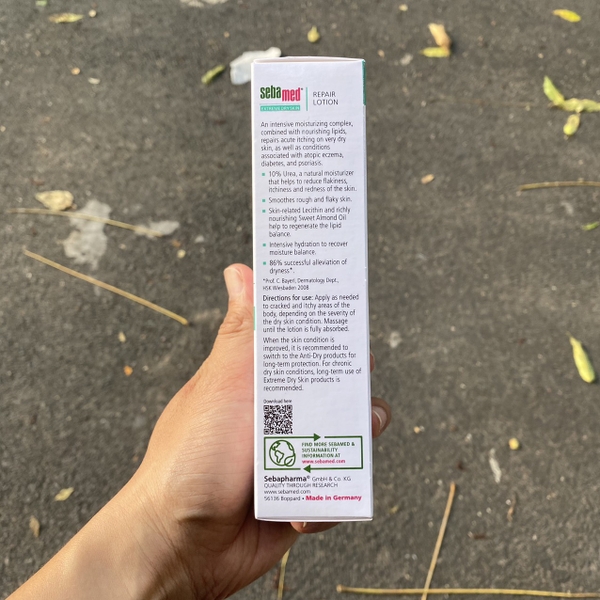 sebamed®
EXTREME DRY SKIN
REPAIR
LOTION
An intensive moisturizing complex,
combined with nourishing lipids,
repairs acute itching on very dry
skin, as well as conditions
associated with atopic eczema,
diabetes, and psoriasis.
10% Urea, a natural moisturizer
that helps to reduce flakiness,
itchiness and redness of the skin.
Smoothes rough and flaky skin.
Skin-related Lecithin and richly
nourishing Sweet Almond Oil
help to regenerate the lipid
balance.
Intensive hydration to recover
moisture balance.
86% successful alleviation of
dryness*.
*Prof. C. Bayerl, Dermatology Dept.,
HSK Wiesbaden 2008
Directions for use: Apply as needed
to cracked and itchy areas of the
body, depending on the severity of
the dry skin condition. Massage
until the lotion is fully absorbed.
When the skin condition is
improved, it is recommended to
switch to the Anti-Dry products for
long-term protection. For chronic
dry skin conditions, long-term use of
Extreme Dry Skin products is
recommended.
Download here
FIND MORE SEBAMED &
SUSTAINABILITY
INFORMATION AT
www.sebamed.com
Sebapharma® GmbH & Co. KG
QUALITY THROUGH RESEARCH
www.sebamed.com
56136 Boppard • Made in Germany